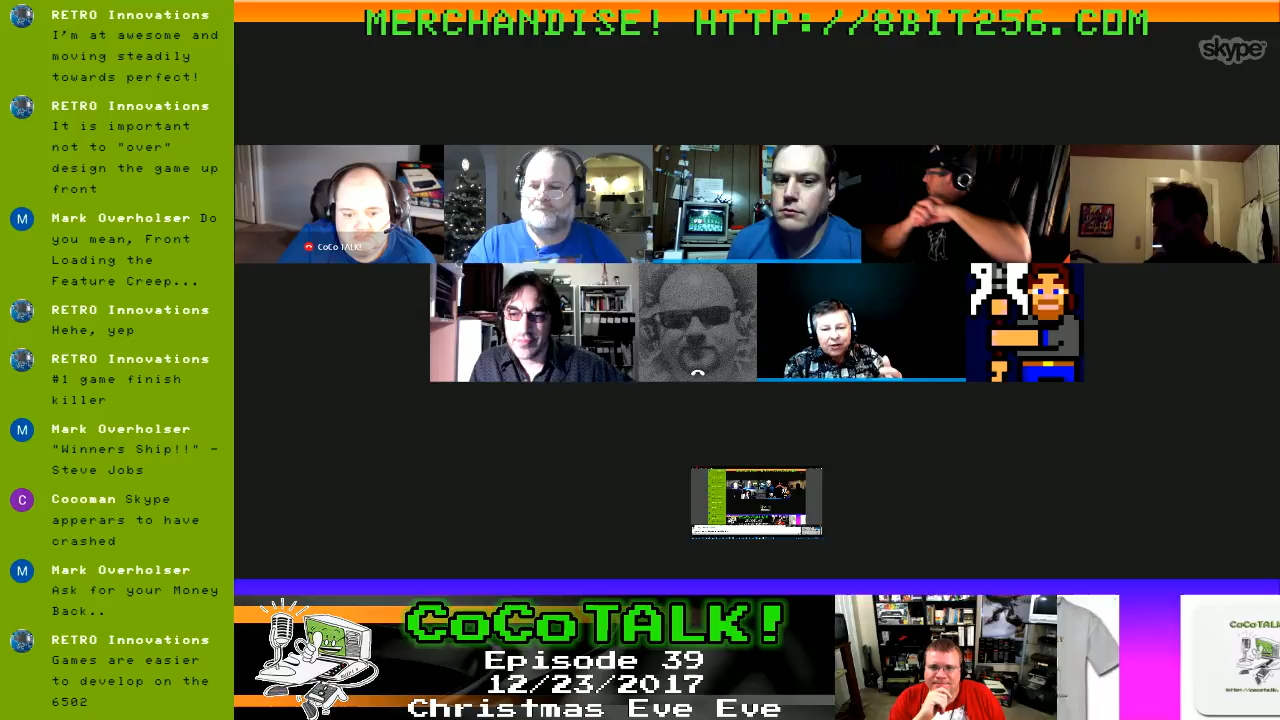 RETRO Innovations
I'm at awesome and
moving steadily
towards perfect!
RETRO Innovations
It is important
not to "over"
design the game up
front
M
Mark Overholser Do
you mean, Front
Loading the
Feature Creep...
RETRO Innovations
Hehe, yep
RETRO Innovations
#1 game finish
killer
M
Mark Overholser
"Winners Ship!!" -
Steve Jobs
C
Cocoman Skype
apperars to have
crashed
M
Mark Overholser
Ask for your Money
Back..
RETRO Innovations
Games are easier
to develop on the
6502
MERCHANDISE! HTTP://8BIT256.COM
skype
CoCo TALK!
CoCoTALK!
Episode 39
12/23/2017
Christmas Eve Eve
CoCoTALK